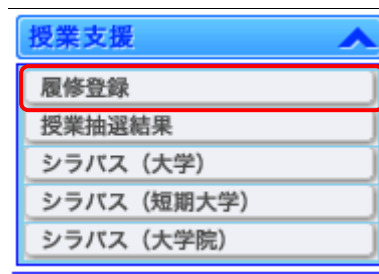 授業支援
履修登録
授業抽選結果
シラバス（大学）
シラバス（短期大学）
シラバス（大学院）